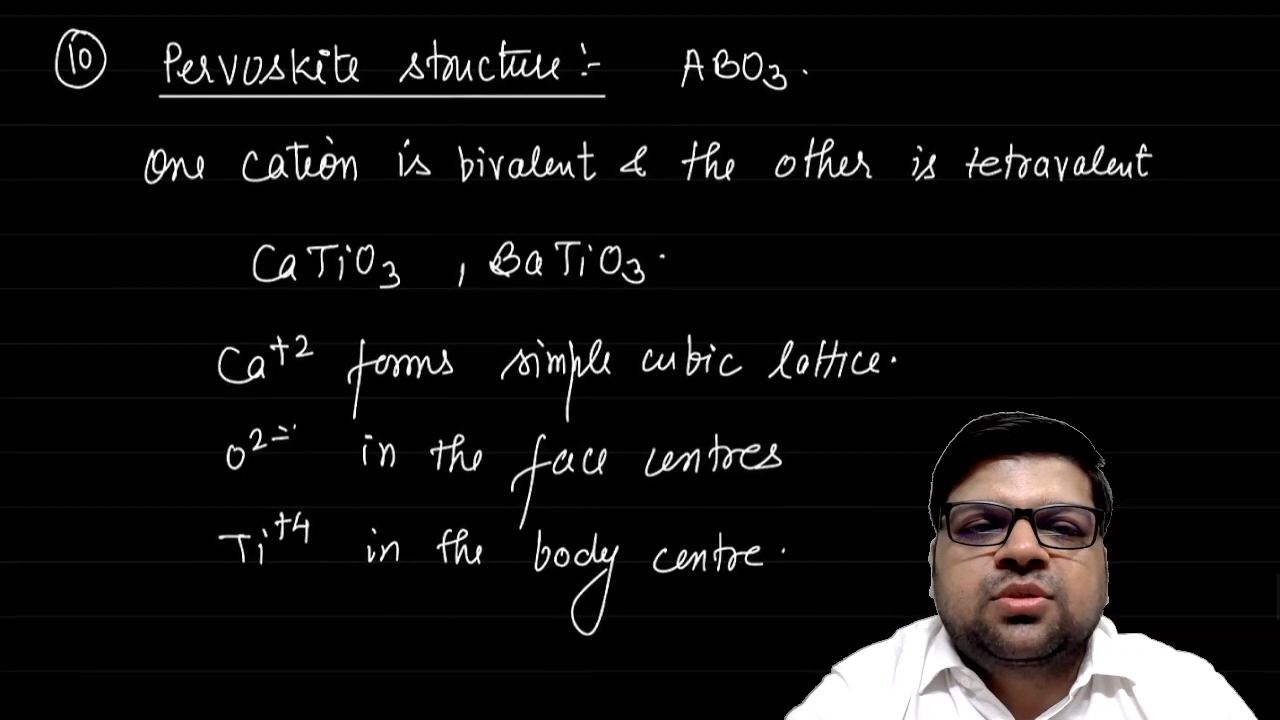 10 Pervoskite structure :- ABO3.
One cation is bivalent & the other is tetravalent
CaTiO3 , BaTiO3.
Ca+2 forms simple cubic lattice.
O2= in the face centres
Ti+4 in the body centre.